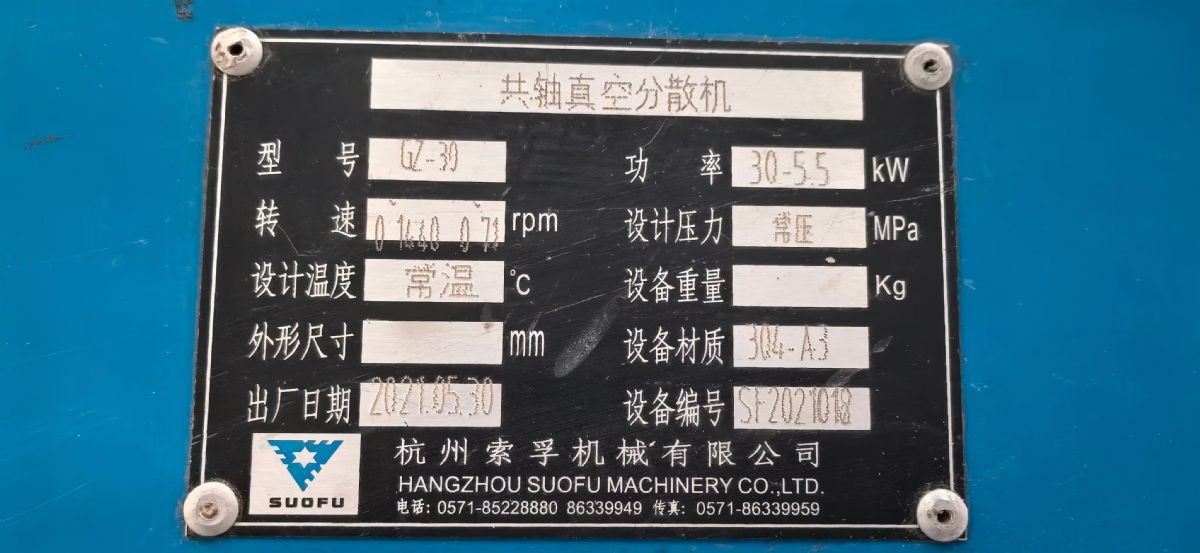 共轴真空分散机
型号 GZ-30 功率 30-5.5 kW
转速 0 1440 0 71 rpm 设计压力 常压 MPa
设计温度 常温 ℃ 设备重量 Kg
外形尺寸 mm 设备材质 304-A3
出厂日期 2021.05.30 设备编号 SF2021018
SUOFU
杭州索孚机械有限公司
HANGZHOU SUOFU MACHINERY CO.,LTD.
电话: 0571-85228880 86339949 传真: 0571-86339959